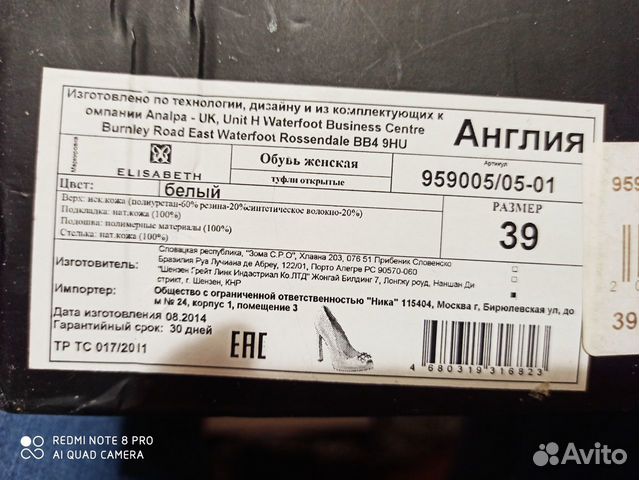 Изготовлено по технологии, дизайну и из комплектующих к
омпании Analpa - UK, Unit H Waterfoot Business Centre
Burnley Road East Waterfoot Rossendale BB4 9HU
Англия
Маркировка
ELISABETH
Обувь женская
туфли открытые
Артикул
959005/05-01
Цвет:
белый
Верх: иск.кожа (полиуретан-60% резина-20%синтетическое волокно-20%)
Подкладка: нат.кожа (100%)
Подошва: полимерные материалы (100%)
Стелька: нат.кожа (100%)
РАЗМЕР
39
Изготовитель:
Словацкая республика, "Зома С.Р.О", Хлавна 203, 076 51 Прибеник Словенско
Бразилия Руа Лучиана де Абреу, 122/01, Порто Алегре РС 90570-060
"Шензен Грейт Линк Индастриал Ко.ЛТД" Жонгай Билдинг 7, Лонгжу роуд, Наншан Ди
стрикт, г. Шензен, КНР
Импортер:
Общество с ограниченной ответственностью "Ника" 115404, Москва г, Бирюлевская ул, до
м № 24, корпус 1, помещение 3
Дата изготовления 08.2014
Гарантийный срок: 30 дней
ТР ТС 017/2011
ЕАС
4 680319 316823
959
2 0
39
REDMI NOTE 8 PRO
AI QUAD CAMERA
Avito